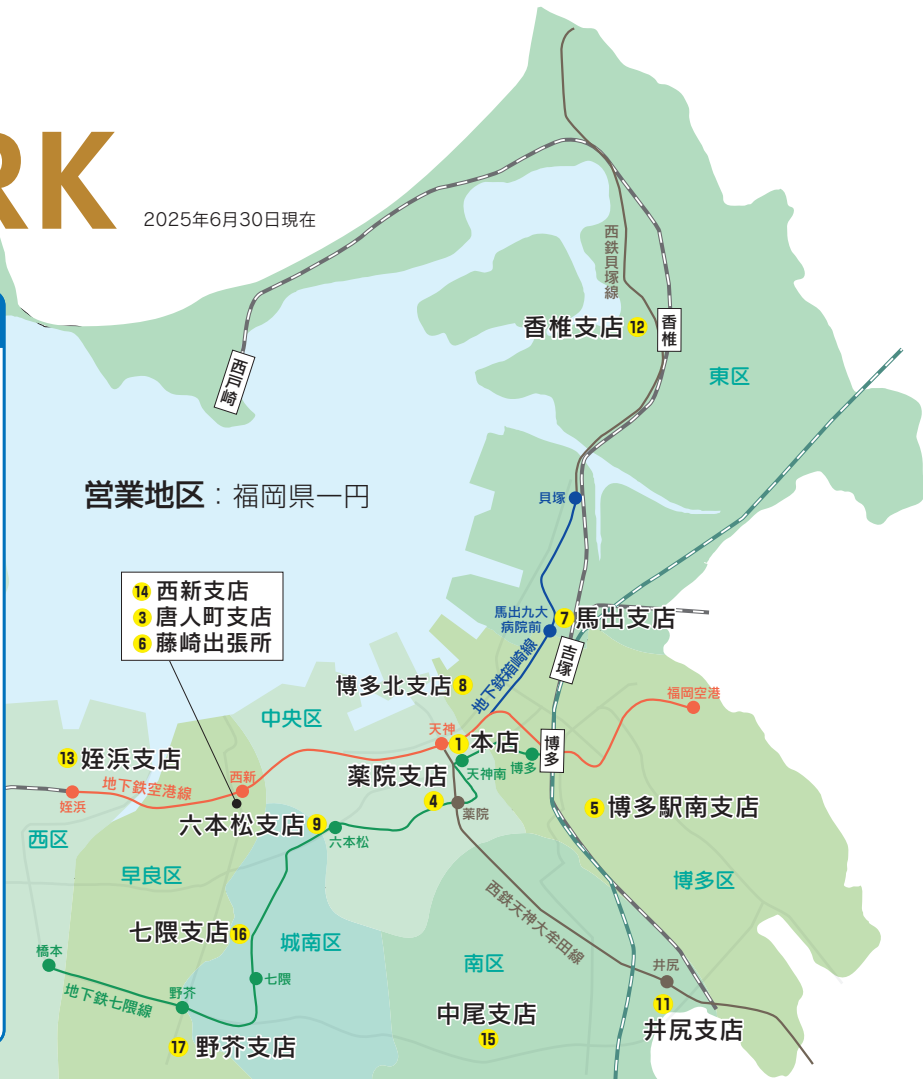 RK
2025年6月30日現在
西鉄貝塚線
香椎支店 12
香椎
西戸崎
東区
営業地区：福岡県一円
貝塚
14 西新支店
3 唐人町支店
6 藤崎出張所
馬出九大
病院前
7 馬出支店
地下鉄箱崎線
吉塚
博多北支店 8
福岡空港
中央区
天神
1 本店
博多
13 姪浜支店
天神南
博多
西新
薬院支店
4
地下鉄空港線
姪浜
薬院
5 博多駅南支店
六本松支店 9
六本松
西区
早良区
博多区
西鉄天神大牟田線
七隈支店 16
城南区
橋本
南区
井尻
七隈
地下鉄七隈線
野芥
11
中尾支店
15
井尻支店
17 野芥支店